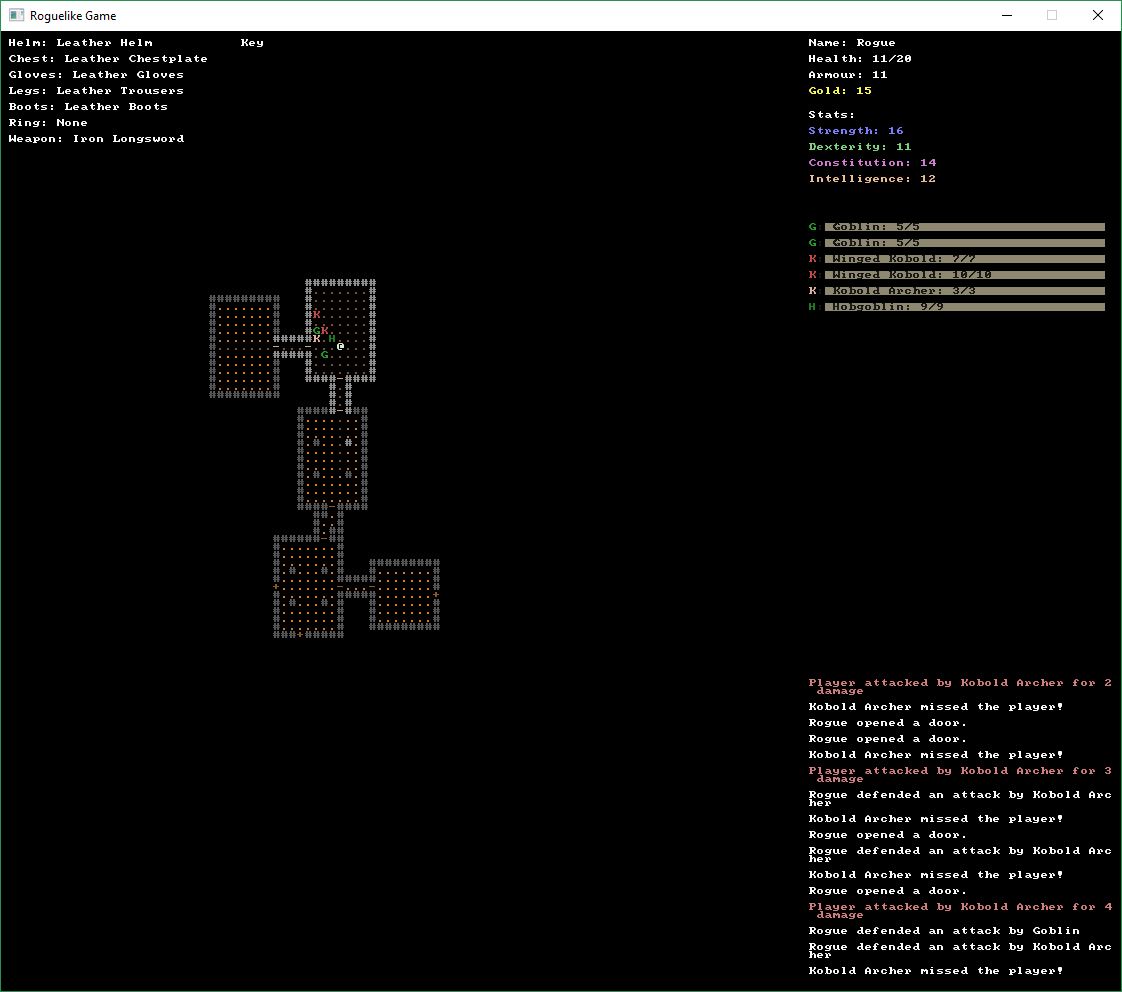 Roguelike Game
Helm: Leather Helm
Chest: Leather Chestplate
Gloves: Leather Gloves
Legs: Leather Trousers
Boots: Leather Boots
Ring: None
Weapon: Iron Longsword
Key
Name: Rogue
Health: 11/20
Armour: 11
Gold: 15
Stats:
Strength: 16
Dexterity: 11
Constitution: 14
Intelligence: 12
G: Goblin: 5/5
G: Goblin: 5/5
K: Winged Kobold: 7/7
K: Winged Kobold: 10/10
K: Kobold Archer: 3/3
H: Hobgoblin: 9/9
Player attacked by Kobold Archer for 2
damage
Kobold Archer missed the player!
Rogue opened a door.
Rogue opened a door.
Kobold Archer missed the player!
Player attacked by Kobold Archer for 3
damage
Rogue defended an attack by Kobold Arc
her
Kobold Archer missed the player!
Rogue opened a door.
Rogue defended an attack by Kobold Arc
her
Kobold Archer missed the player!
Rogue opened a door.
Player attacked by Kobold Archer for 4
damage
Rogue defended an attack by Goblin
Rogue defended an attack by Kobold Arc
her
Kobold Archer missed the player!